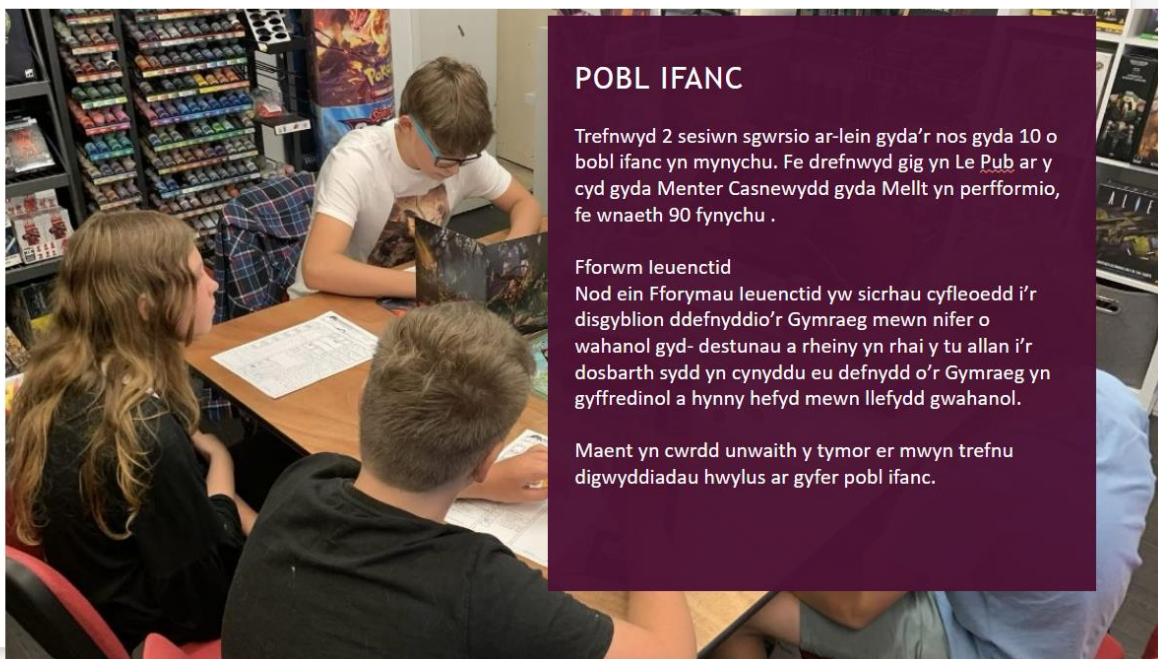 POBL IFANC
Trefnwyd 2 sesiwn sgwrsio ar-lein gyda'r nos gyda 10 o
bobl ifanc yn mynychu. Fe drefnwyd gig yn Le Pub ar y
cyd gyda Menter Casnewydd gyda Mellt yn perfformio,
fe wnaeth 90 fynychu .
Fforwm Ieuenctid
Nod ein Fforymau Ieuenctid yw sicrhau cyfleoedd i'r
disgyblion ddefnyddio'r Gymraeg mewn nifer o
wahanol gyd- destunau a rheiny yn rhai y tu allan i'r
dosbarth sydd yn cynyddu eu defnydd o'r Gymraeg yn
gyffredinol a hynny hefyd mewn llefydd gwahanol.
Maent yn cwrdd unwaith y tymor er mwyn trefnu
digwyddiadau hwylus ar gyfer pobl ifanc.